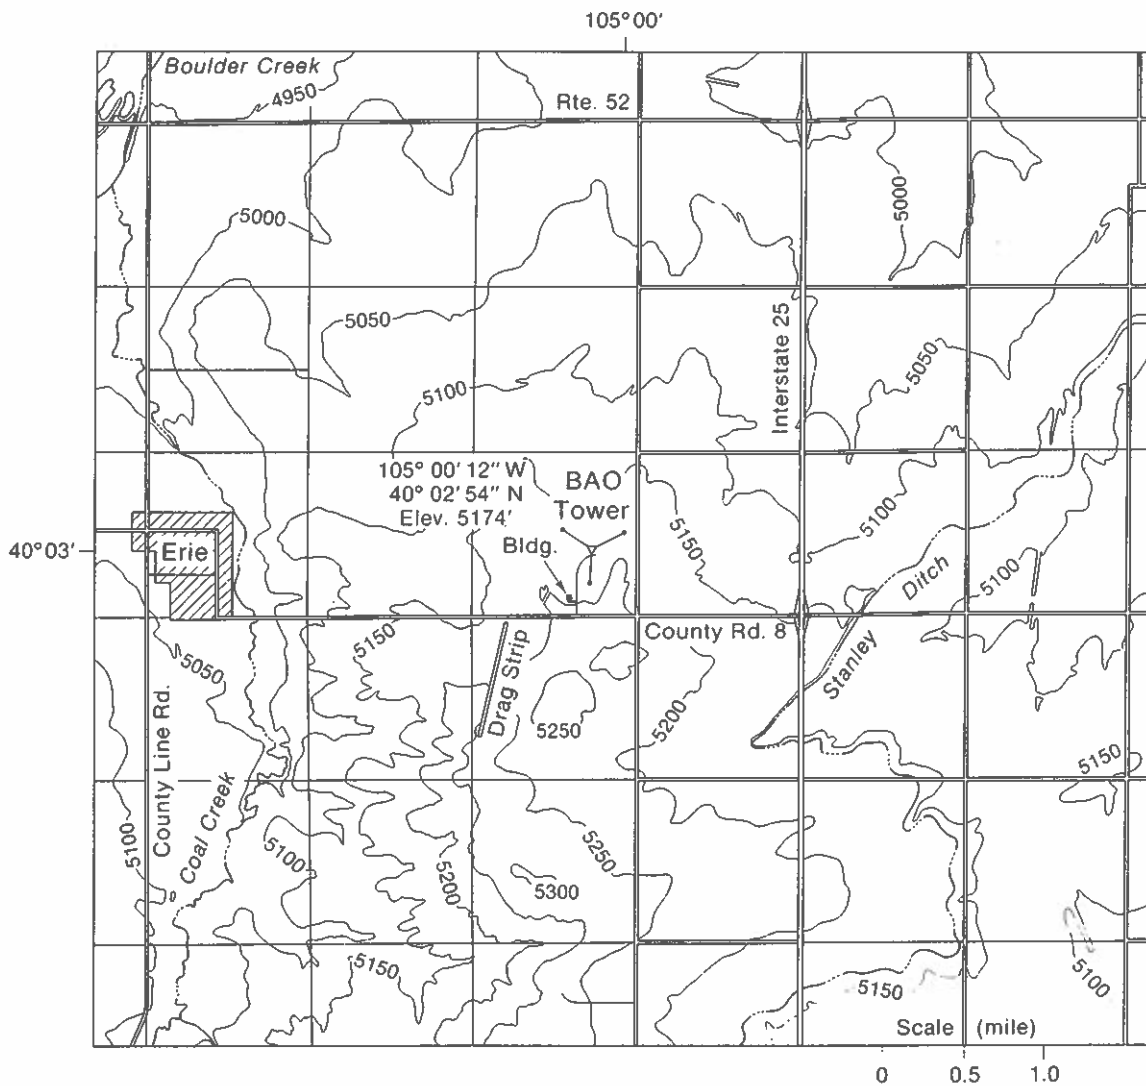 105°00'
Boulder Creek
4950
Rte. 52
5000
5000
5050
Interstate 25
5050
5100
105° 00' 12" W
40° 02' 54" N
Elev. 5174'
BAO
Tower
Bldg.
5150
5100
40°03'
Erie
Ditch
5100
County Rd. 8
Stanley
5150
5050
Drag Strip
5250
5200
County Line Rd.
Coal Creek
5150
5100
5100
5200
5250
5300
5150
5150
5100
Scale (mile)
0 0.5 1.0